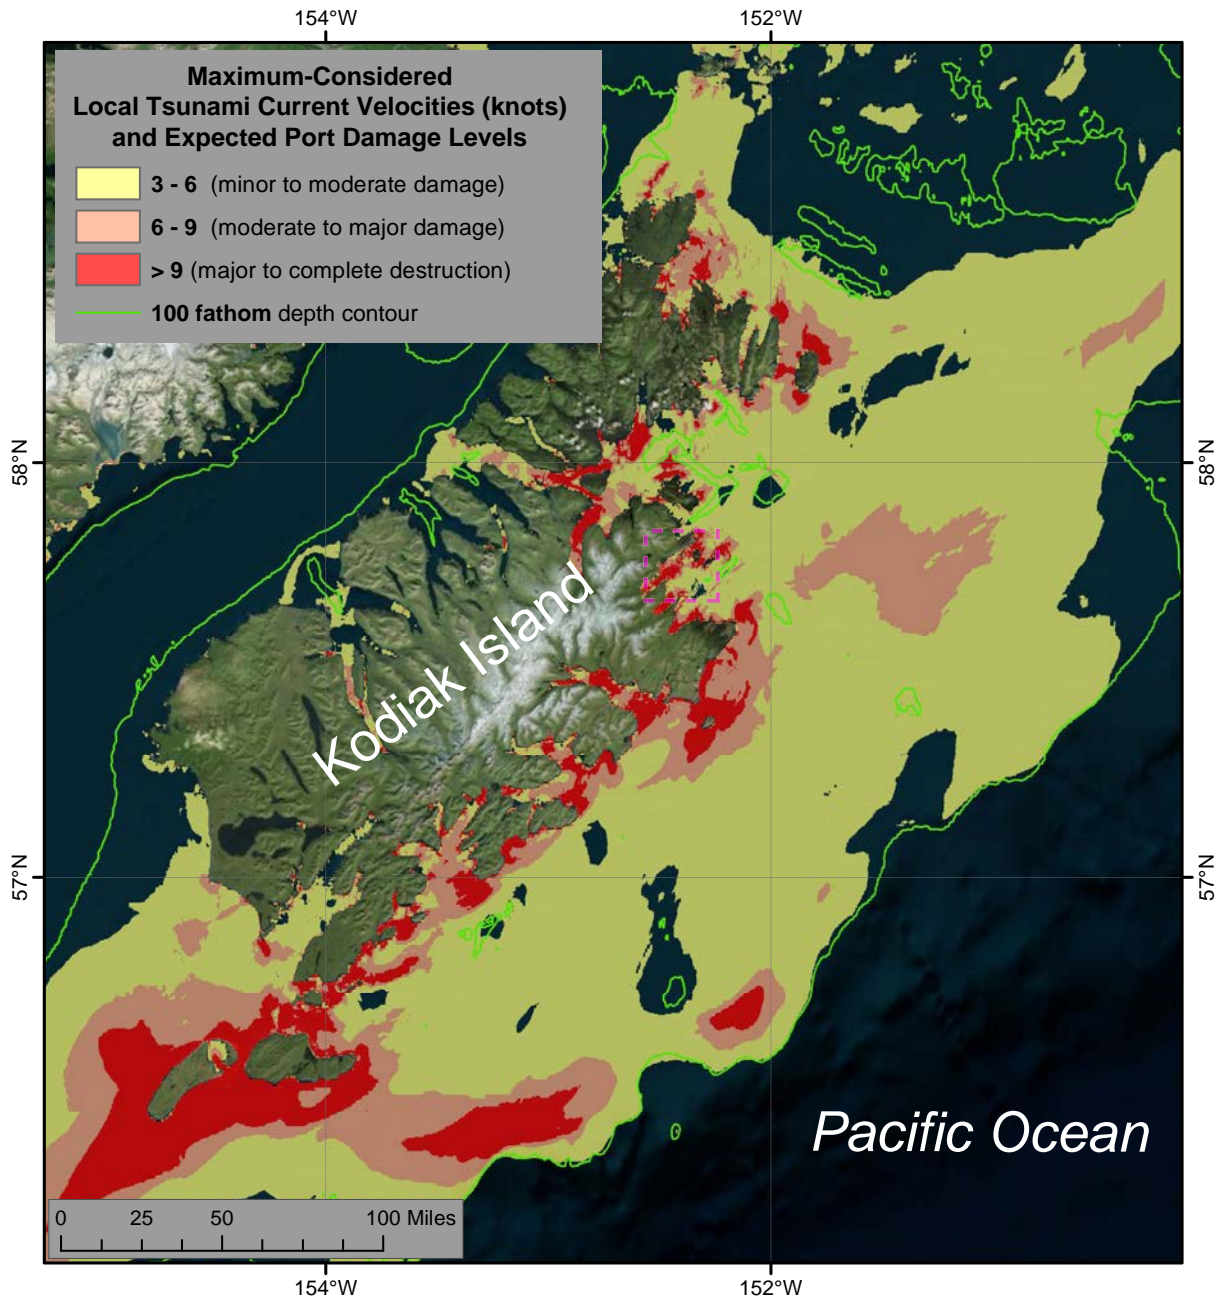 154°W
152°W
Maximum-Considered
Local Tsunami Current Velocities (knots)
and Expected Port Damage Levels
3 - 6 (minor to moderate damage)
6 - 9 (moderate to major damage)
> 9 (major to complete destruction)
100 fathom depth contour
58°N
58°N
Kodiak Island
57°N
57°N
Pacific Ocean
0 25 50 100 Miles
154°W
152°W